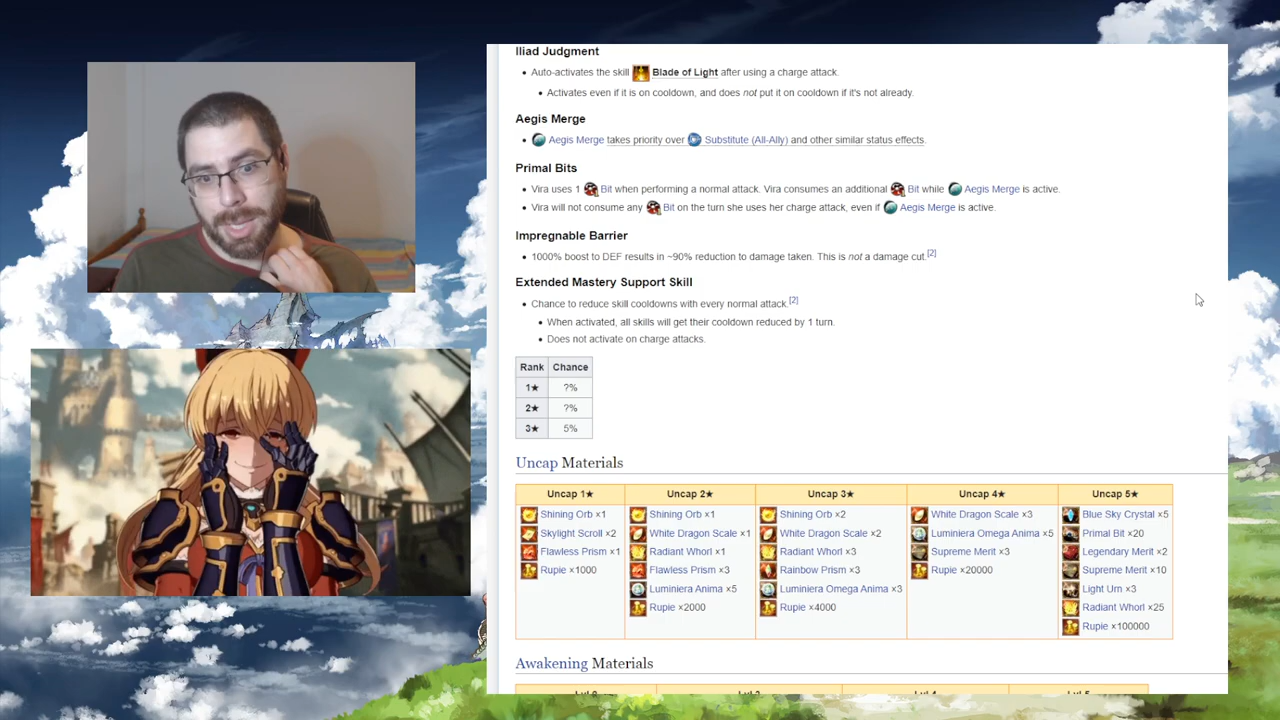 Iliad Judgment
• Auto-activates the skill Blade of Light after using a charge attack.
• Activates even if it is on cooldown, and does not put it on cooldown if it's not already.
Aegis Merge
• Aegis Merge takes priority over Substitute (All-Ally) and other similar status effects.
Primal Bits
• Vira uses 1 Bit when performing a normal attack. Vira consumes an additional Bit while Aegis Merge is active.
• Vira will not consume any Bit on the turn she uses her charge attack, even if Aegis Merge is active.
Impregnable Barrier
• 1000% boost to DEF results in ~90% reduction to damage taken. This is not a damage cut.[2]
Extended Mastery Support Skill
• Chance to reduce skill cooldowns with every normal attack.[2]
• When activated, all skills will get their cooldown reduced by 1 turn.
• Does not activate on charge attacks.
Rank Chance
1★ ?%
2★ ?%
3★ 5%
Uncap Materials
Uncap 1★ Uncap 2★ Uncap 3★ Uncap 4★ Uncap 5★
Shining Orb ×1 Shining Orb ×1 Shining Orb ×2 White Dragon Scale ×3 Blue Sky Crystal ×5
Skylight Scroll ×2 White Dragon Scale ×1 White Dragon Scale ×2 Luminiera Omega Anima ×5 Primal Bit ×20
Flawless Prism ×1 Radiant Whorl ×1 Radiant Whorl ×3 Supreme Merit ×3 Legendary Merit ×2
Rupie ×1000 Flawless Prism ×3 Rainbow Prism ×3 Rupie ×20000 Supreme Merit ×10
Luminiera Anima ×5 Luminiera Omega Anima ×3 Light Urn ×3
Rupie ×2000 Rupie ×4000 Radiant Whorl ×25
Rupie ×100000
Awakening Materials